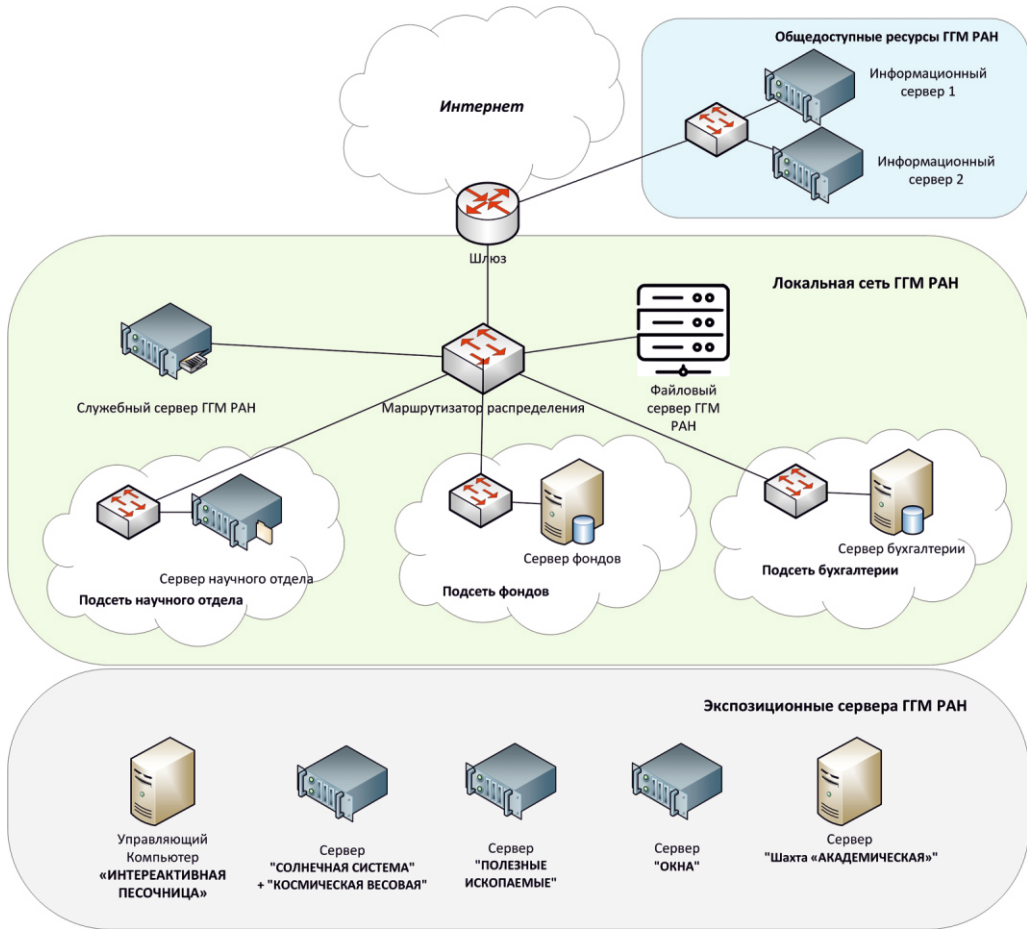 Общедоступные ресурсы ГГМ РАН
Информационный
сервер 1
Интернет
Информационный
сервер 2
Шлюз
Локальная сеть ГГМ РАН
Служебный сервер ГГМ РАН
Маршрутизатор распределения
Файловый
сервер ГГМ
РАН
Сервер научного отдела
Подсеть научного отдела
Сервер фондов
Подсеть фондов
Сервер бухгалтерии
Подсеть бухгалтерии
Экспозиционные сервера ГГМ РАН
Управляющий
Компьютер
«ИНТЕРЕАКТИВНАЯ
ПЕСОЧНИЦА»
Сервер
"СОЛНЕЧНАЯ СИСТЕМА"
+ "КОСМИЧЕСКАЯ ВЕСОВАЯ"
Сервер
"ПОЛЕЗНЫЕ
ИСКОПАЕМЫЕ"
Сервер
"ОКНА"
Сервер
"Шахта «АКАДЕМИЧЕСКАЯ»"